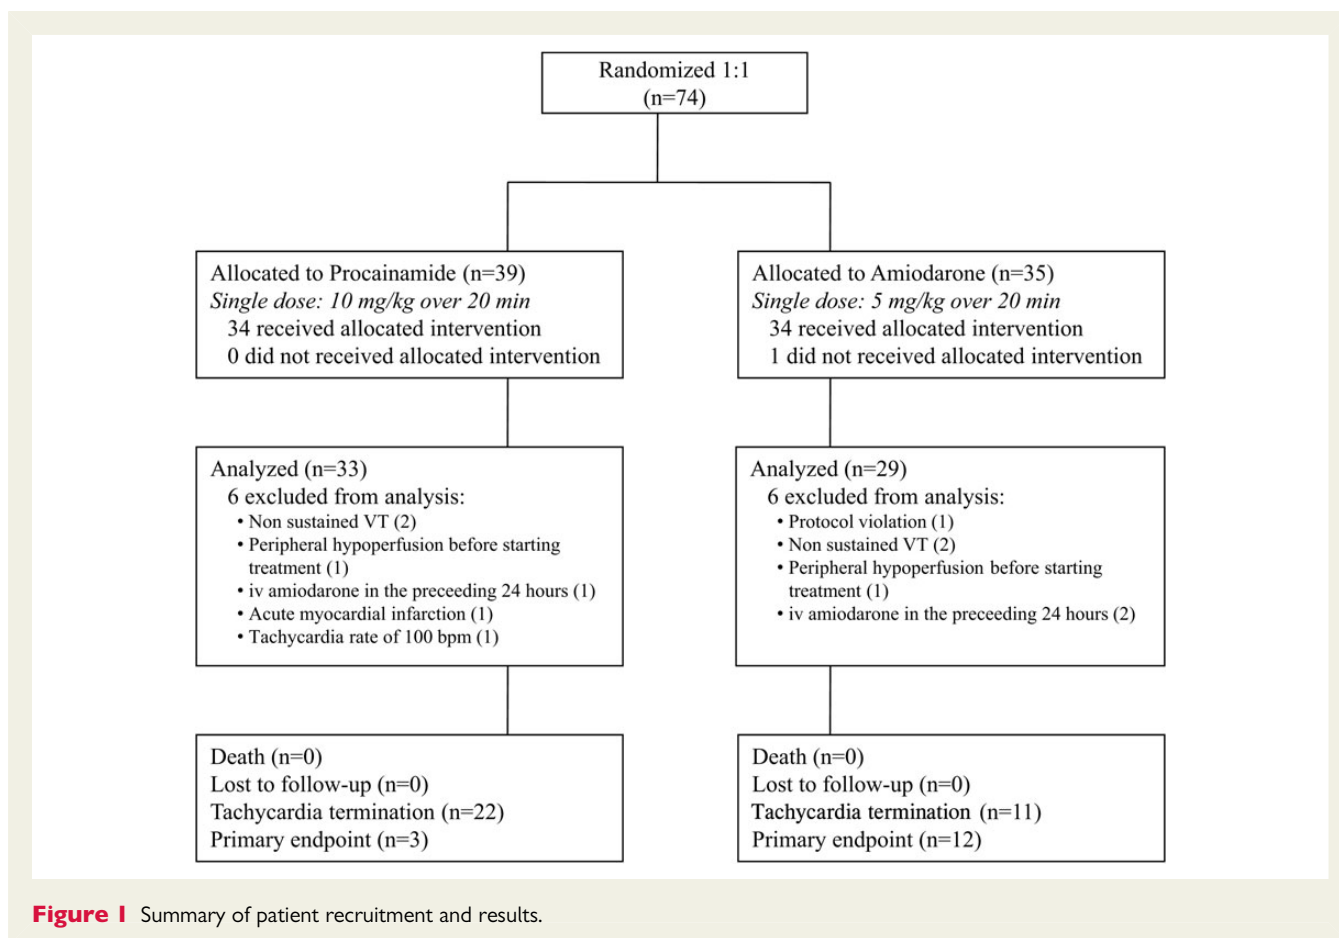 Randomized 1:1
(n=74)
Allocated to Procainamide (n=39)
Single dose: 10 mg/kg over 20 min
34 received allocated intervention
0 did not received allocated intervention
Allocated to Amiodarone (n=35)
Single dose: 5 mg/kg over 20 min
34 received allocated intervention
1 did not received allocated intervention
Analyzed (n=33)
6 excluded from analysis:
• Non sustained VT (2)
• Peripheral hypoperfusion before starting
treatment (1)
• iv amiodarone in the preceeding 24 hours (1)
• Acute myocardial infarction (1)
• Tachycardia rate of 100 bpm (1)
Analyzed (n=29)
6 excluded from analysis:
• Protocol violation (1)
• Non sustained VT (2)
• Peripheral hypoperfusion before starting
treatment (1)
• iv amiodarone in the preceeding 24 hours (2)
Death (n=0)
Lost to follow-up (n=0)
Tachycardia termination (n=22)
Primary endpoint (n=3)
Death (n=0)
Lost to follow-up (n=0)
Tachycardia termination (n=11)
Primary endpoint (n=12)
Figure 1 Summary of patient recruitment and results.